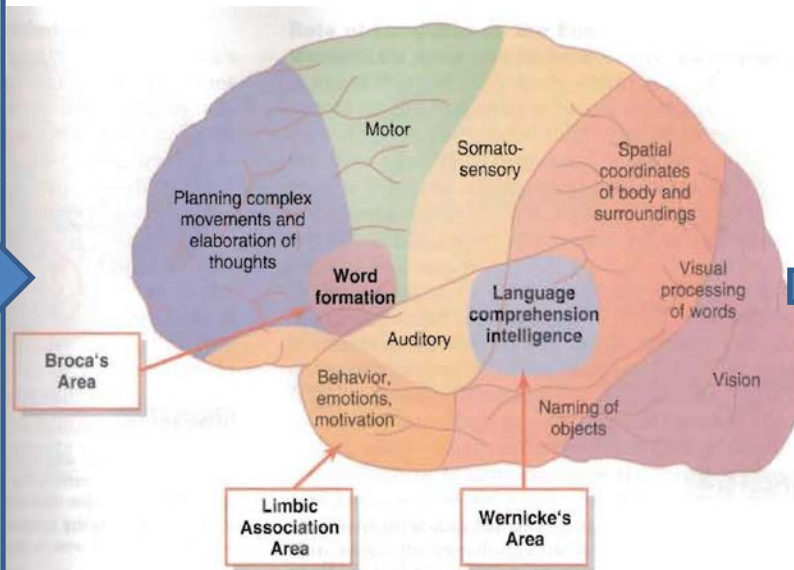 Motor
Somato-
sensory
Spatial
coordinates
of body and
surroundings
Planning complex
movements and
elaboration of
thoughts
Word
formation
Language
comprehension
intelligence
Visual
processing
of words
Auditory
Vision
Broca's
Area
Behavior,
emotions,
motivation
Naming of
objects
Limbic
Association
Area
Wernicke's
Area